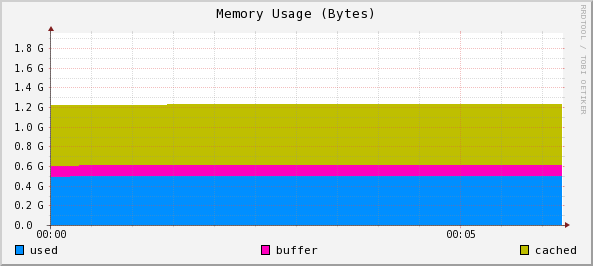 Memory Usage (Bytes)
RRDTOOL / TOBI OETIKER
1.8 G
1.6 G
1.4 G
1.2 G
1.0 G
0.8 G
0.6 G
0.4 G
0.2 G
0.0
00:00 00:05
used buffer cached